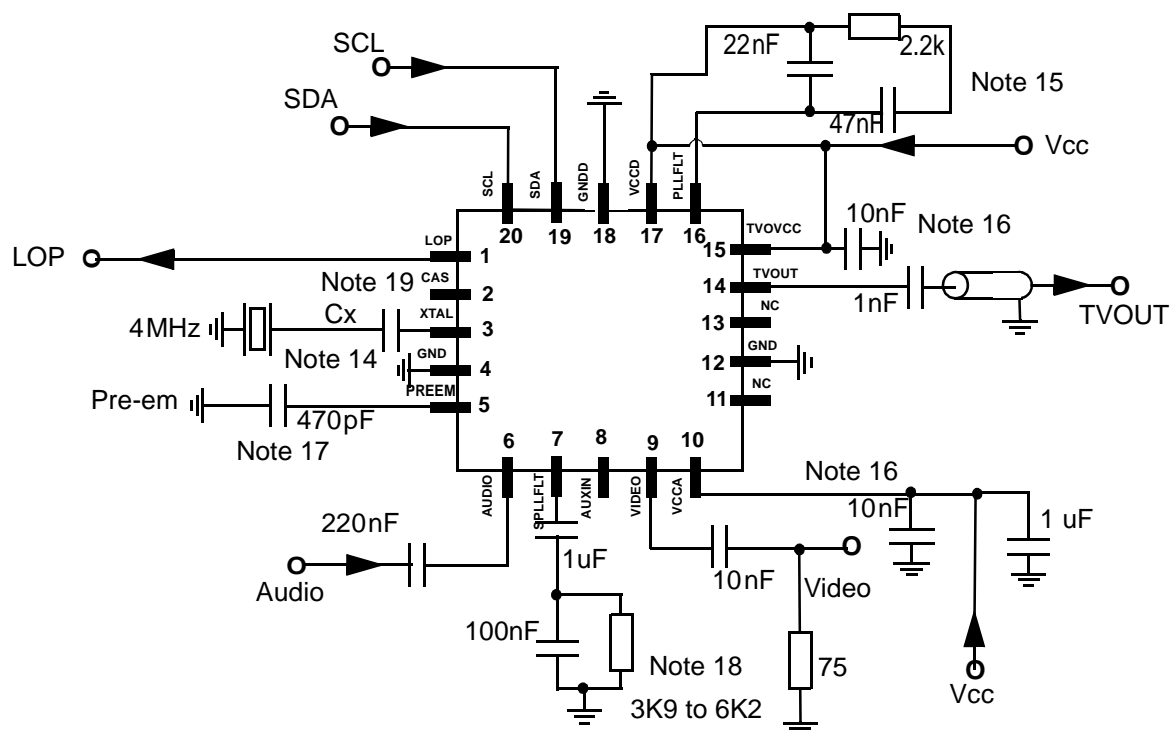 SCL
22nF
2.2k
Note 15
SDA
47nF
Vcc
SCL
SDA
GNDD
VCCD
PLLFLT
20
19
18
17
16
LOP
LOP
1
15
TVOVCC
10nF
Note 16
Note 19
CAS
2
14
TVOUT
1nF
TVOUT
4MHz
Cx
XTAL
3
13
NC
Note 14
GND
4
12
GND
Pre-em
470pF
PREEM
5
11
NC
Note 17
6
7
8
9
10
AUDIO
SPLLFLT
AUXIN
VIDEO
VCCA
Note 16
10nF
1 uF
220nF
Audio
1uF
10nF
Video
100nF
Note 18
3K9 to 6K2
75
Vcc